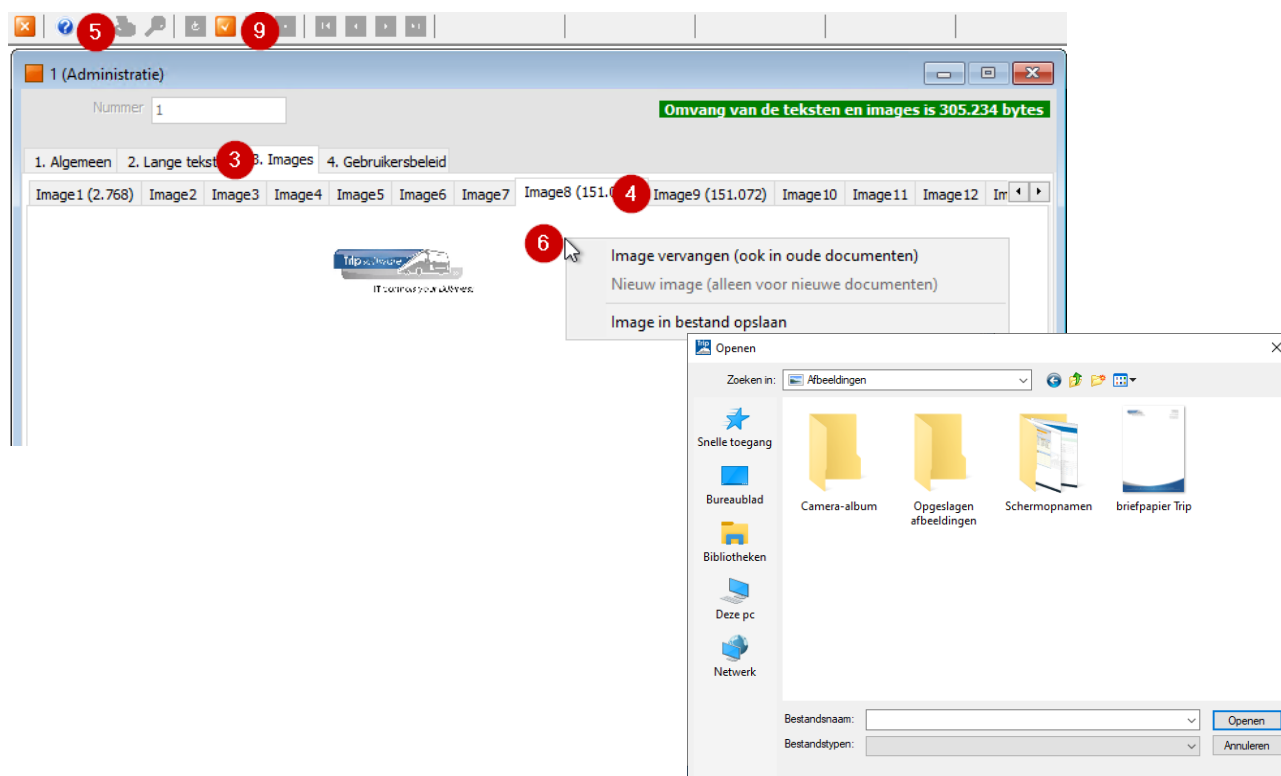 5
9
1 (Administratie)
Nummer 1
Omvang van de teksten en images is 305.234 bytes
1. Algemeen 2. Lange tekst 3 3. Images 4. Gebruikersbeleid
Image1 (2.768) Image2 Image3 Image4 Image5 Image6 Image7 Image8 (151. 4 Image9 (151.072) Image10 Image11 Image12 Im
6
Trip software
Image vervangen (ook in oude documenten)
Nieuw image (alleen voor nieuwe documenten)
Image in bestand opslaan
Trip Openen
Zoeken in: Afbeeldingen
Snelle toegang
Bureaublad
Bibliotheken
Deze pc
Netwerk
Camera-album
Opgeslagen
afbeeldingen
Schermopnamen
briefpapier Trip
Bestandsnaam:
Openen
Bestandstypen:
Annuleren